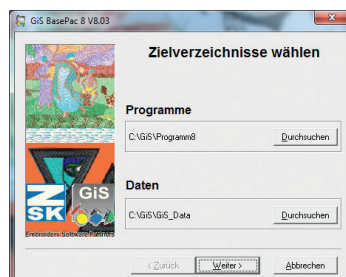 GiS BasePac 8 V8.03
Zielverzeichnisse wählen
Programme
C:\GiS\Programm8
Durchsuchen
Daten
C:\GiS\GiS_Data
Durchsuchen
Z
SK
GiS
Embroidery Software Partners
< Zurück
Weiter >
Abbrechen